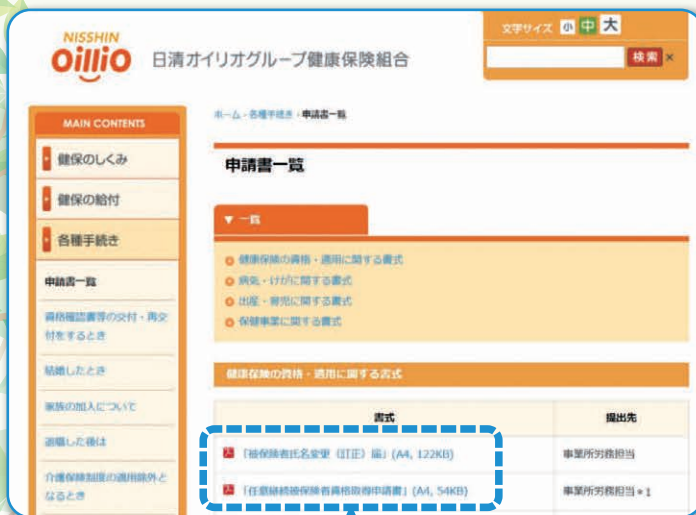 文字サイズ 小 中 大
NISSHIN
OilliO
日清オイリオグループ健康保険組合
検索
MAIN CONTENTS
健保のしくみ
健保の給付
各種手続き
申請書一覧
資格確認書等の交付・再交
付をするとき
結婚したとき
家族の加入について
退職した後は
介護保険制度の適用除外と
なるとき
ホーム - 各種手続き - 申請書一覧
申請書一覧
▼ 一覧
健康保険の資格・適用に関する書式
病気・けがに関する書式
出産・育児に関する書式
保健事業に関する書式
健康保険の資格・適用に関する書式
書式 提出先
「被保険者氏名変更（訂正）届」(A4, 122KB) 事業所労務担当
「任意継続被保険者資格取得申請書」(A4, 54KB) 事業所労務担当*1